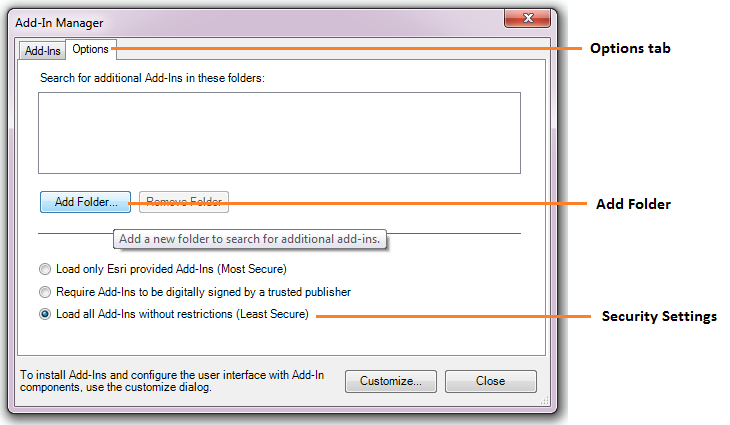 Add-In Manager
Add-Ins
Options
Options tab
Search for additional Add-Ins in these folders:
Add Folder...
Remove Folder
Add Folder
Add a new folder to search for additional add-ins.
Load only Esri provided Add-Ins (Most Secure)
Require Add-Ins to be digitally signed by a trusted publisher
Load all Add-Ins without restrictions (Least Secure)
Security Settings
To install Add-Ins and configure the user interface with Add-In
components, use the customize dialog.
Customize...
Close